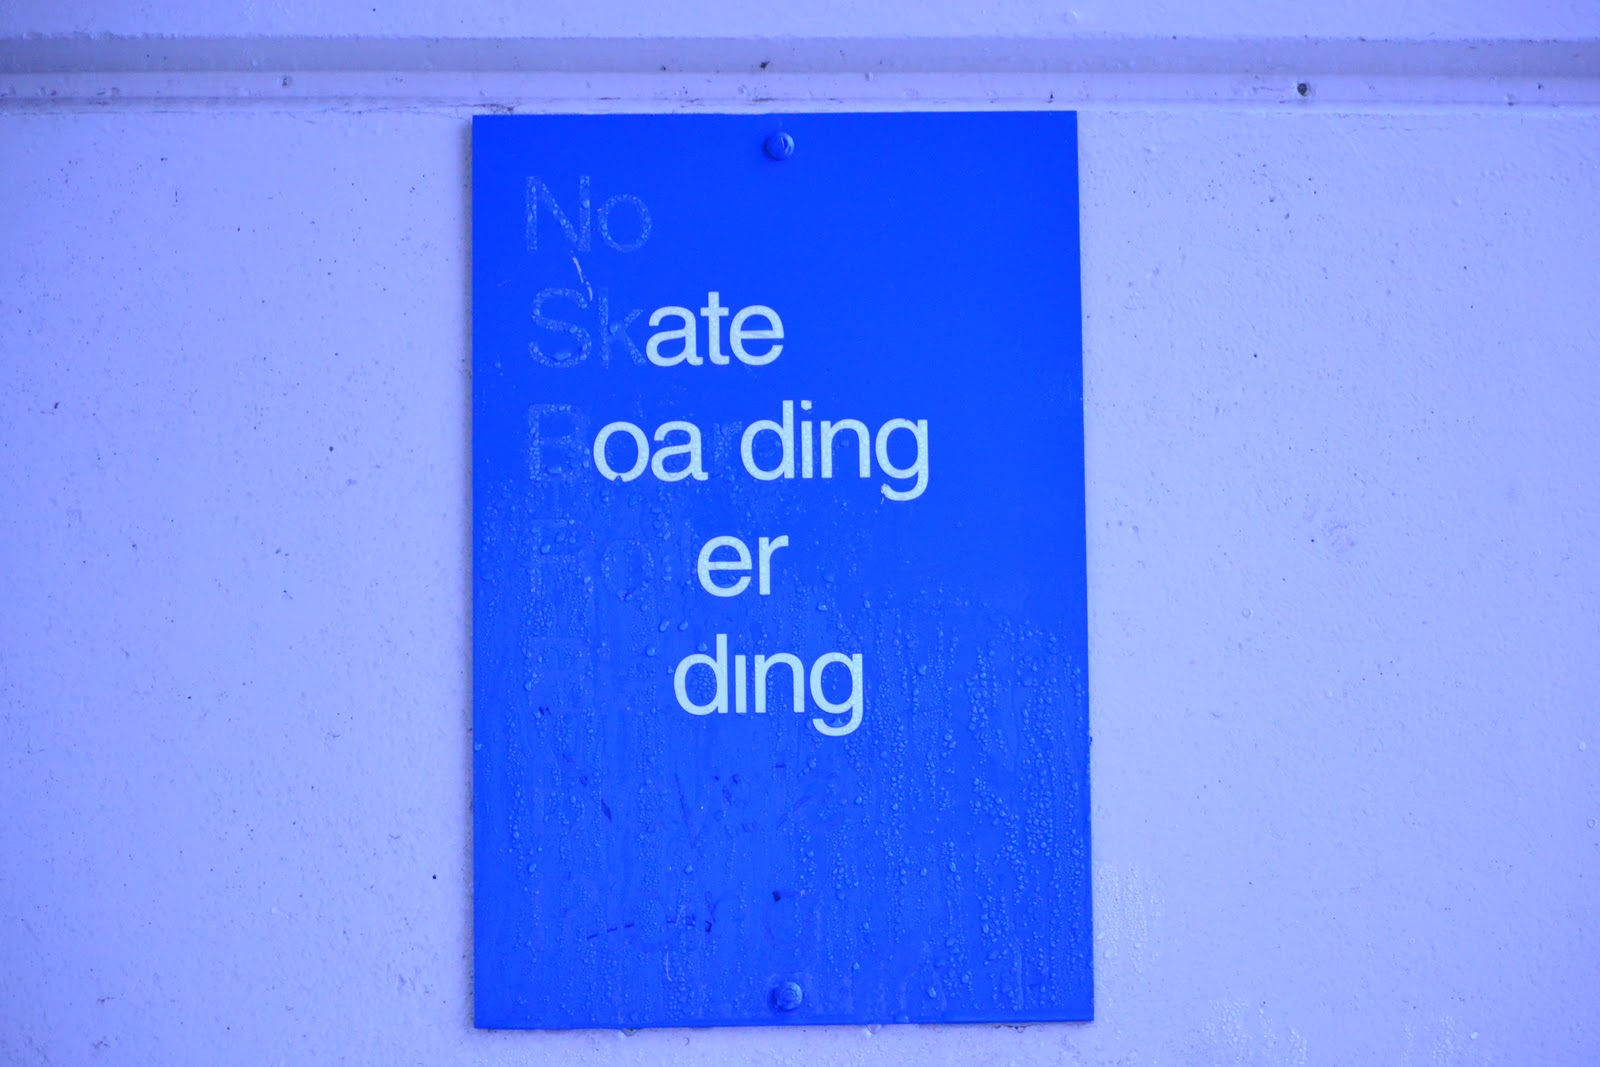 No
Skate
Boa ding
er
ding